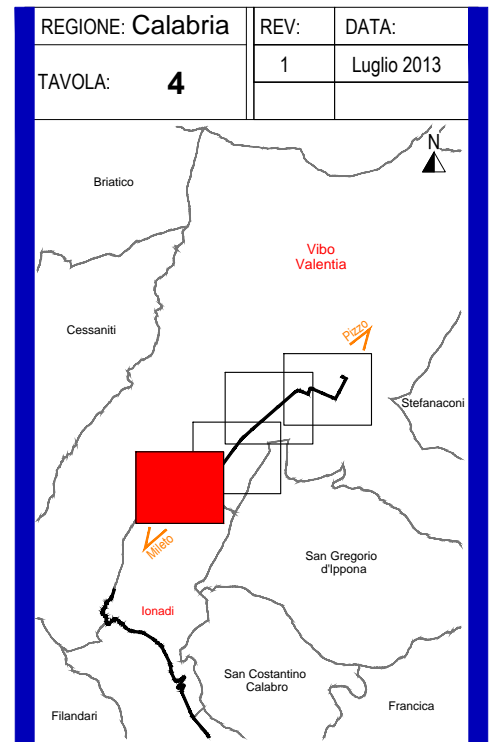 REGIONE: Calabria REV: DATA:
TAVOLA: 4 1 Luglio 2013
N
Briatico
Vibo
Valentia
Cessaniti
Pizzo
Stefanaconi
Mileto
San Gregorio
d'Ippona
Ionadi
San Costantino
Calabro
Filandari
Francica